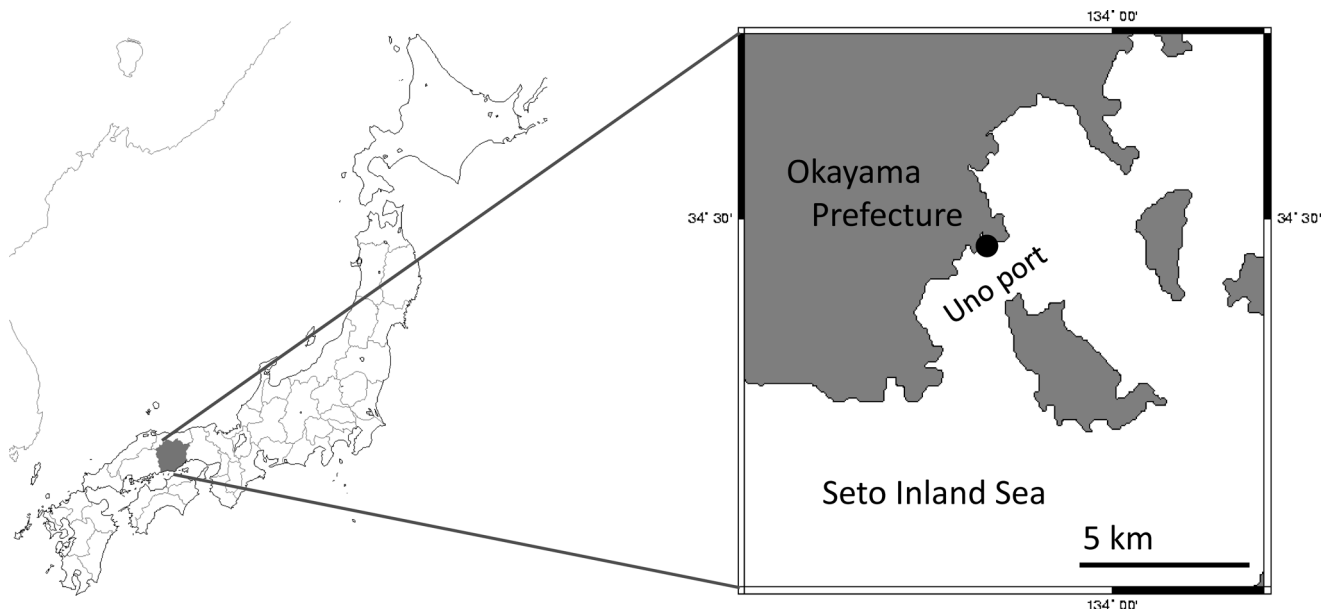 134° 00'
Okayama
Prefecture
34° 30'
34° 30'
Uno port
Seto Inland Sea
5 km
134° 00'